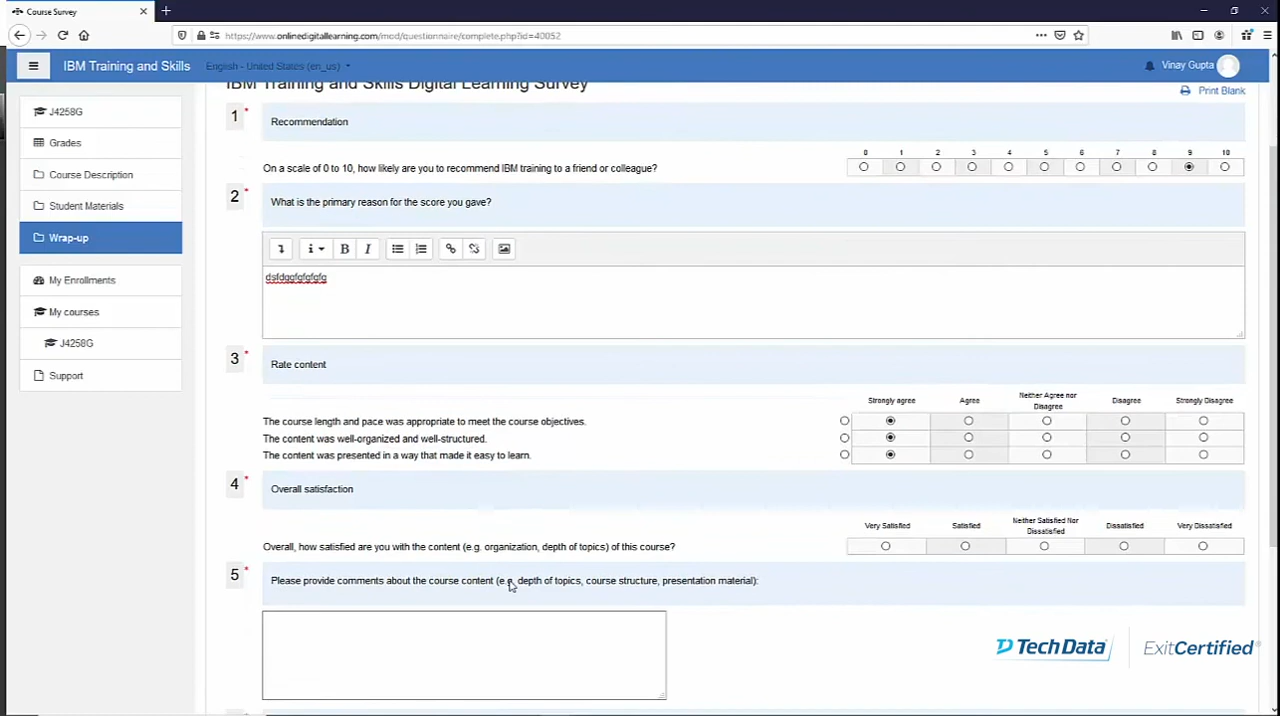 Course Survey
https://www.onlinedigitallearning.com/mod/questionnaire/complete.php?id=40052
IBM Training and Skills
English - United States (en_us)
Vinay Gupta
IBM Training and Skills Digital Learning Survey
Print Blank
J4258G
Grades
Course Description
Student Materials
Wrap-up
My Enrollments
My courses
J4258G
Support
1 *
Recommendation
0 1 2 3 4 5 6 7 8 9 10
On a scale of 0 to 10, how likely are you to recommend IBM training to a friend or colleague?
2 *
What is the primary reason for the score you gave?
i B I
3 *
Rate content
Strongly agree Agree Neither Agree nor Disagree Disagree Strongly Disagree
The course length and pace was appropriate to meet the course objectives.
The content was well-organized and well-structured.
The content was presented in a way that made it easy to learn.
4 *
Overall satisfaction
Very Satisfied Satisfied Neither Satisfied Nor Dissatisfied Dissatisfied Very Dissatisfied
Overall, how satisfied are you with the content (e.g. organization, depth of topics) of this course?
5 *
Please provide comments about the course content (e.g. depth of topics, course structure, presentation material):
Tech Data
ExitCertified